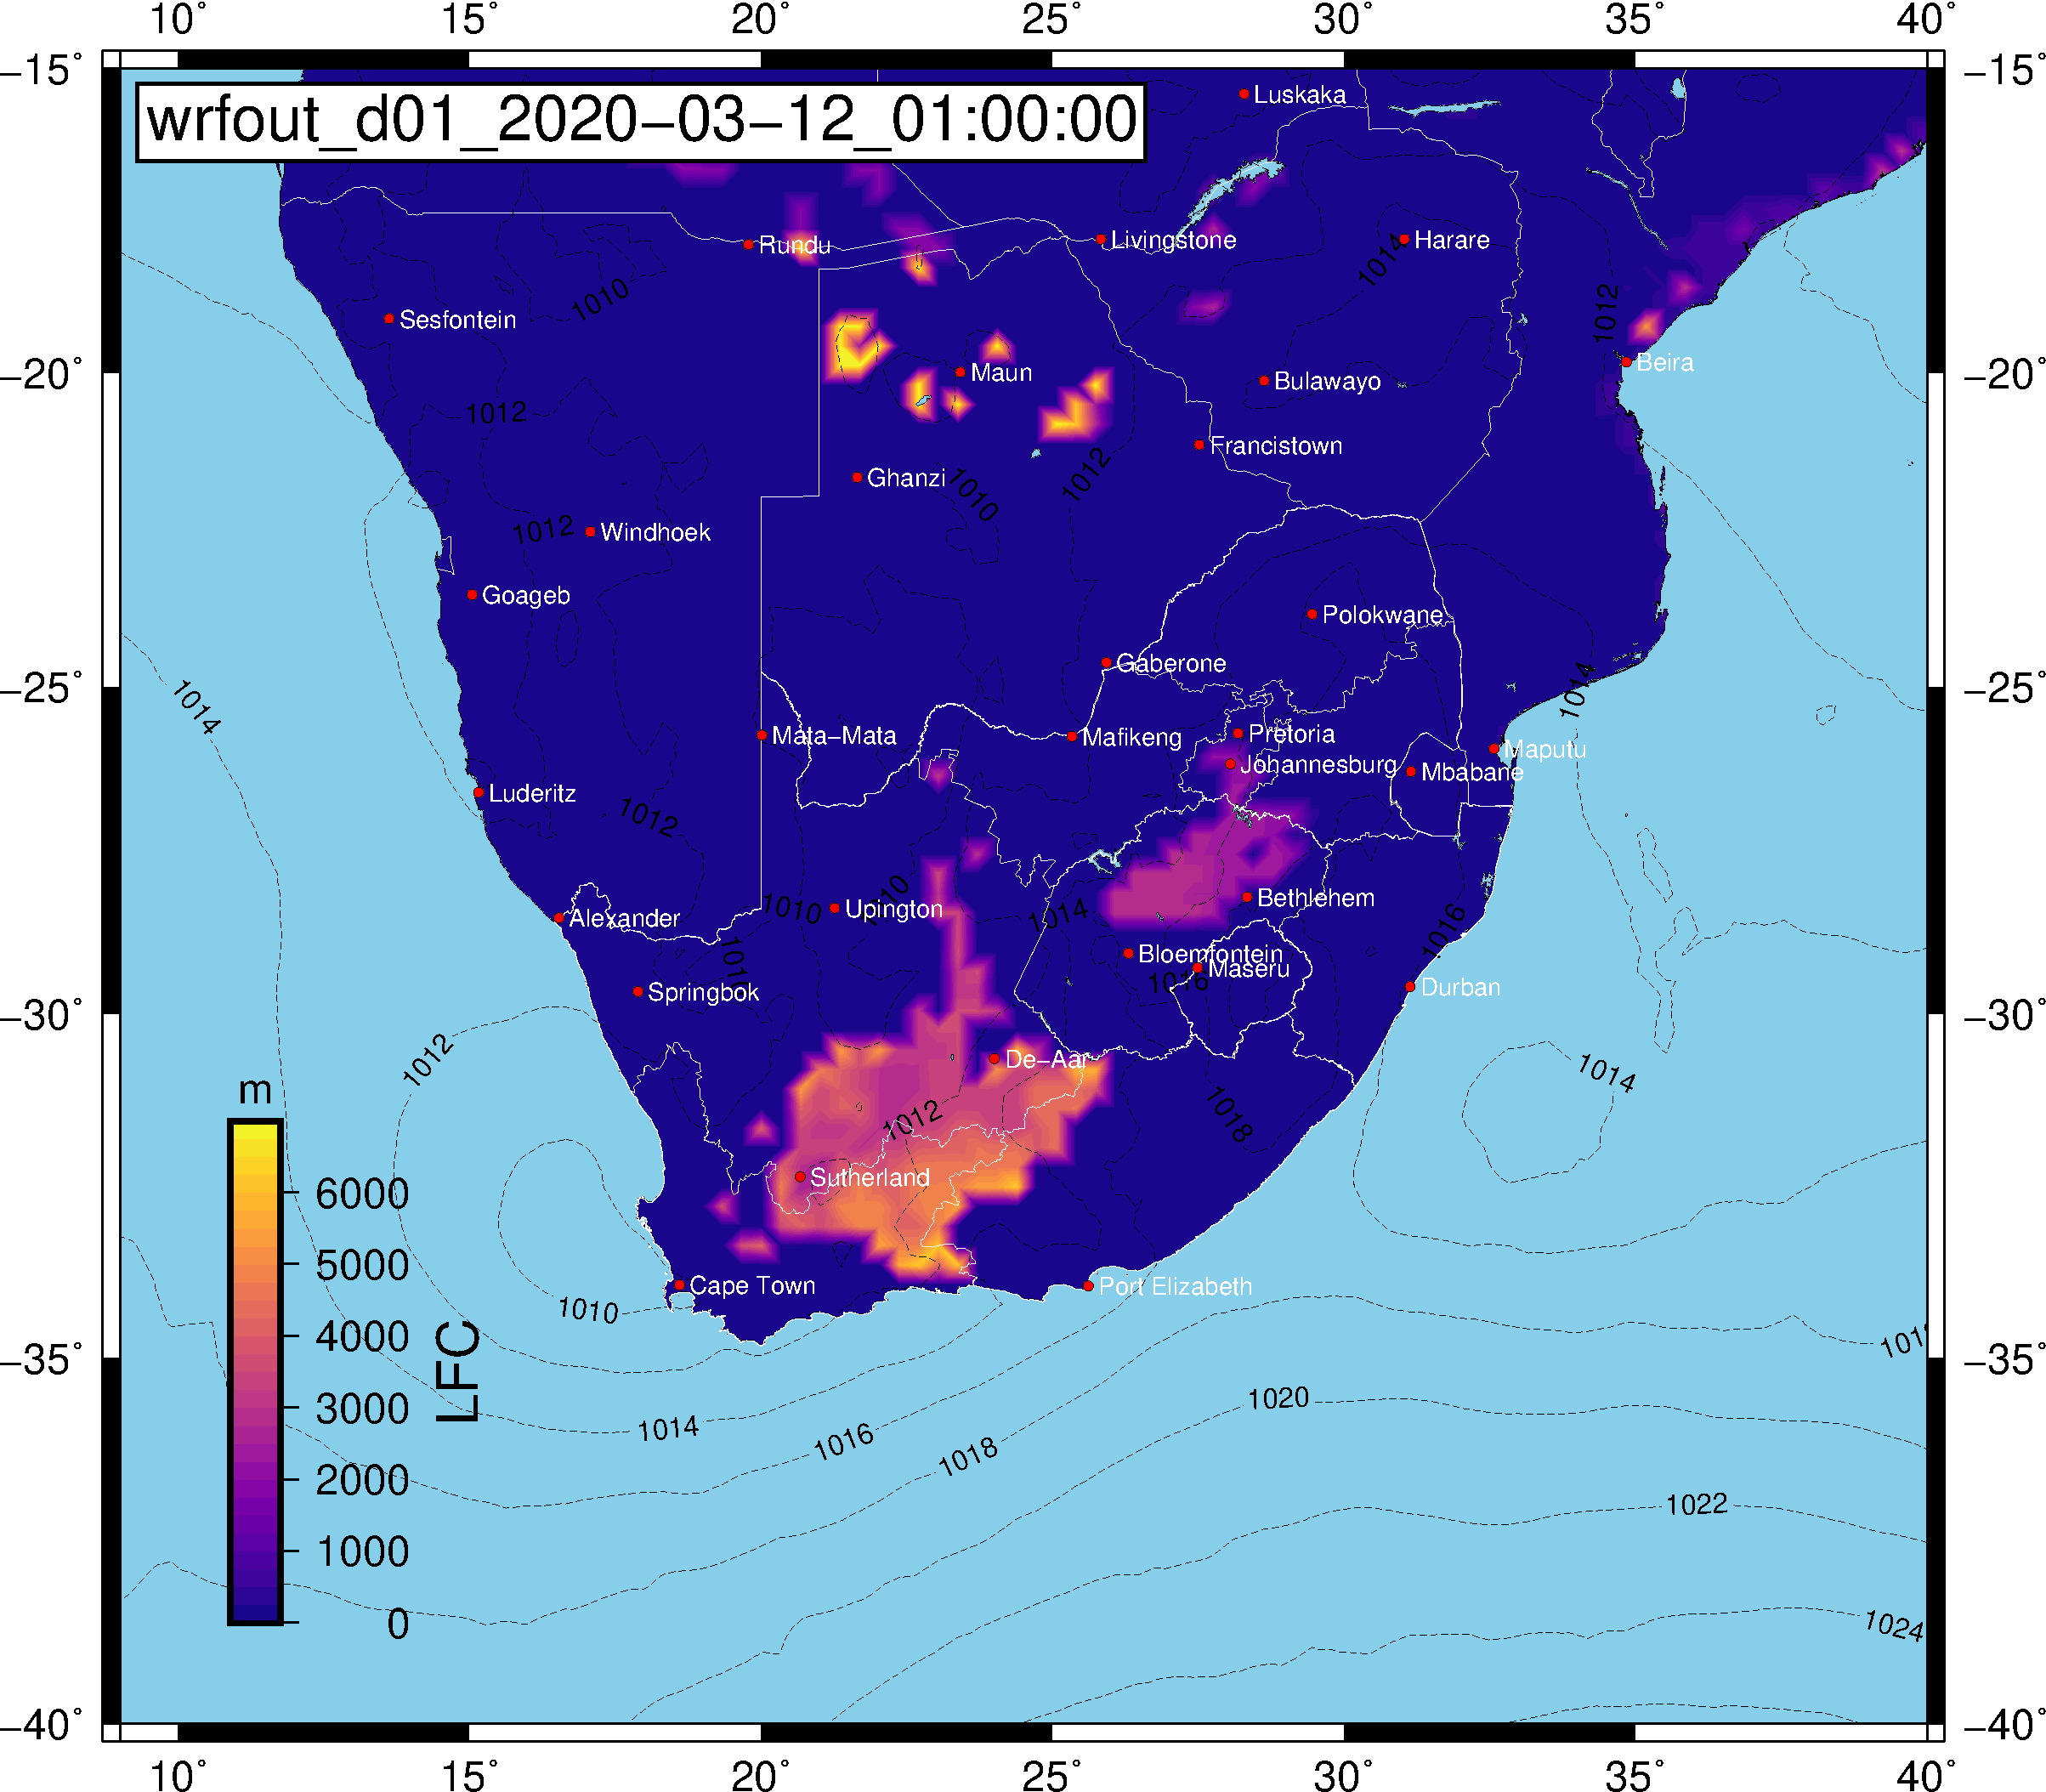 10° 15° 20° 25° 30° 35° 40°
−15° −15°
wrfout_d01_2020−03−12_01:00:00
Luskaka
Rundu
Livingstone
Harare
1014
1010
1012
Sesfontein
Beira
−20° −20°
Maun
Bulawayo
1012
Francistown
1012
Ghanzi
1010
1012
Windhoek
Goageb
Polokwane
Gaberone
−25° −25°
1014
1014
Mata−Mata
Mafikeng
Pretoria
Maputu
Johannesburg
Mbabane
Luderitz
1012
1010
Bethlehem
1010
Upington
1014
Alexander
1016
Bloemfontein
Maseru
1010
1016
Springbok
Durban
−30° −30°
1012
De−Aar
1014
m
1012
1018
Sutherland
6000
5000
Cape Town
Port Elizabeth
1010
4000
LFC
−35° −35°
3000
1014
1016
1018
1020
2000
1022
1000
0
1024
−40° −40°
10° 15° 20° 25° 30° 35° 40°